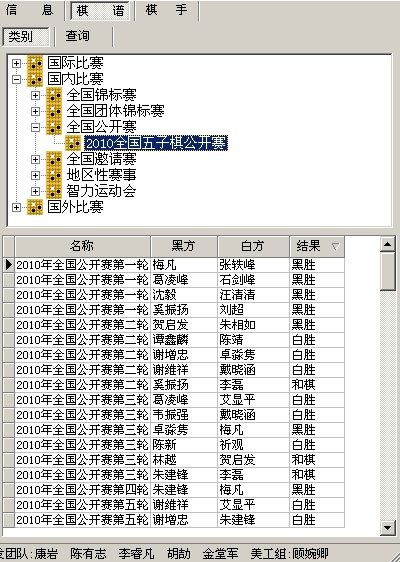 信 息 棋 谱 棋 手
类别 查询
国际比赛
国内比赛
全国锦标赛
全国团体锦标赛
全国公开赛
2010全国五子棋公开赛
全国邀请赛
地区性赛事
智力运动会
国外比赛
名称 黑方 白方 结果
2010年全国公开赛第一轮 梅凡 张轶峰 黑胜
2010年全国公开赛第一轮 葛凌峰 石剑峰 黑胜
2010年全国公开赛第一轮 沈毅 汪清清 黑胜
2010年全国公开赛第一轮 奚振扬 刘超 黑胜
2010年全国公开赛第二轮 贺启发 朱相如 黑胜
2010年全国公开赛第二轮 谭鑫麟 陈靖 白胜
2010年全国公开赛第二轮 谢增忠 卓淼隽 白胜
2010年全国公开赛第二轮 谢维祥 戴晓涵 白胜
2010年全国公开赛第二轮 奚振扬 李磊 和棋
2010年全国公开赛第三轮 葛凌峰 艾显平 白胜
2010年全国公开赛第三轮 韦振强 戴晓涵 白胜
2010年全国公开赛第三轮 卓淼隽 梅凡 黑胜
2010年全国公开赛第三轮 陈新 祈观 白胜
2010年全国公开赛第三轮 林越 贺启发 和棋
2010年全国公开赛第三轮 朱建锋 李磊 和棋
2010年全国公开赛第四轮 朱建锋 梅凡 黑胜
2010年全国公开赛第五轮 谢维祥 艾显平 白胜
2010年全国公开赛第五轮 谢增忠 朱建锋 白胜
发团队:康岩 陈有志 李睿凡 胡劼 金堂军 美工组:顾婉卿